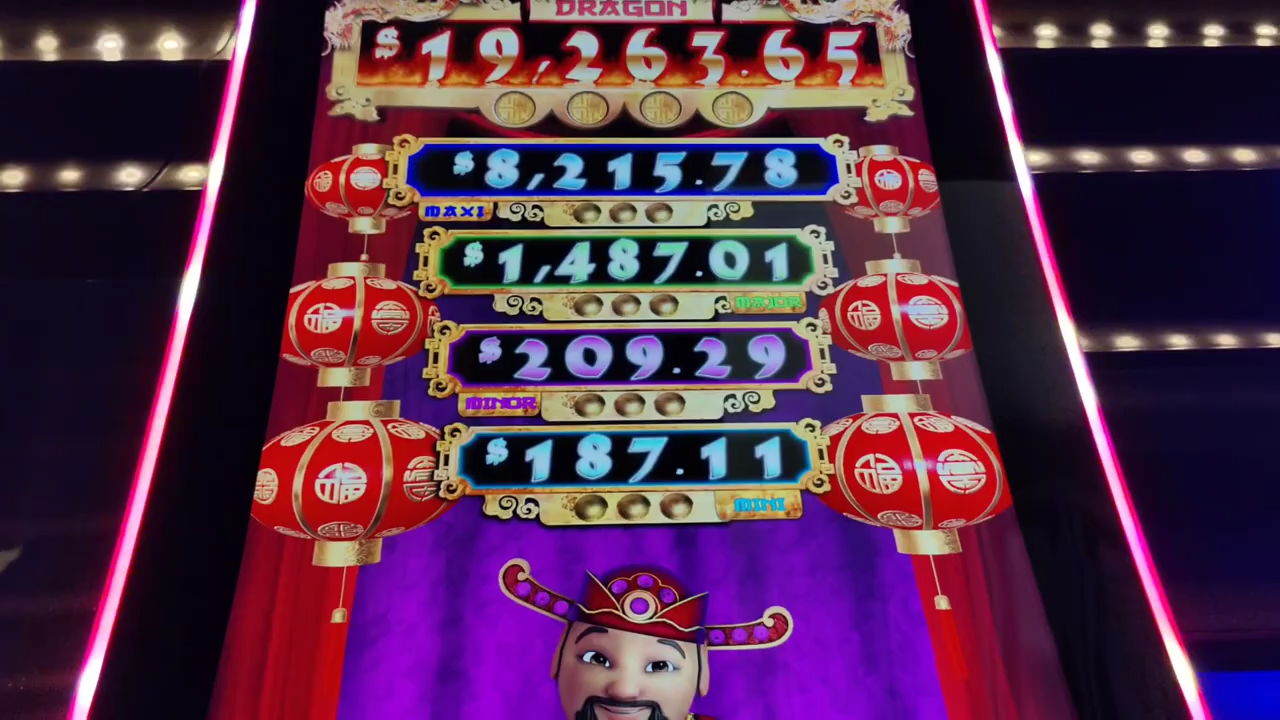 DRAGON
$19,263.65
$8,215.78
MAXI
$1,487.01
MAJOR
$209.29
MINOR
$187.11
MINI